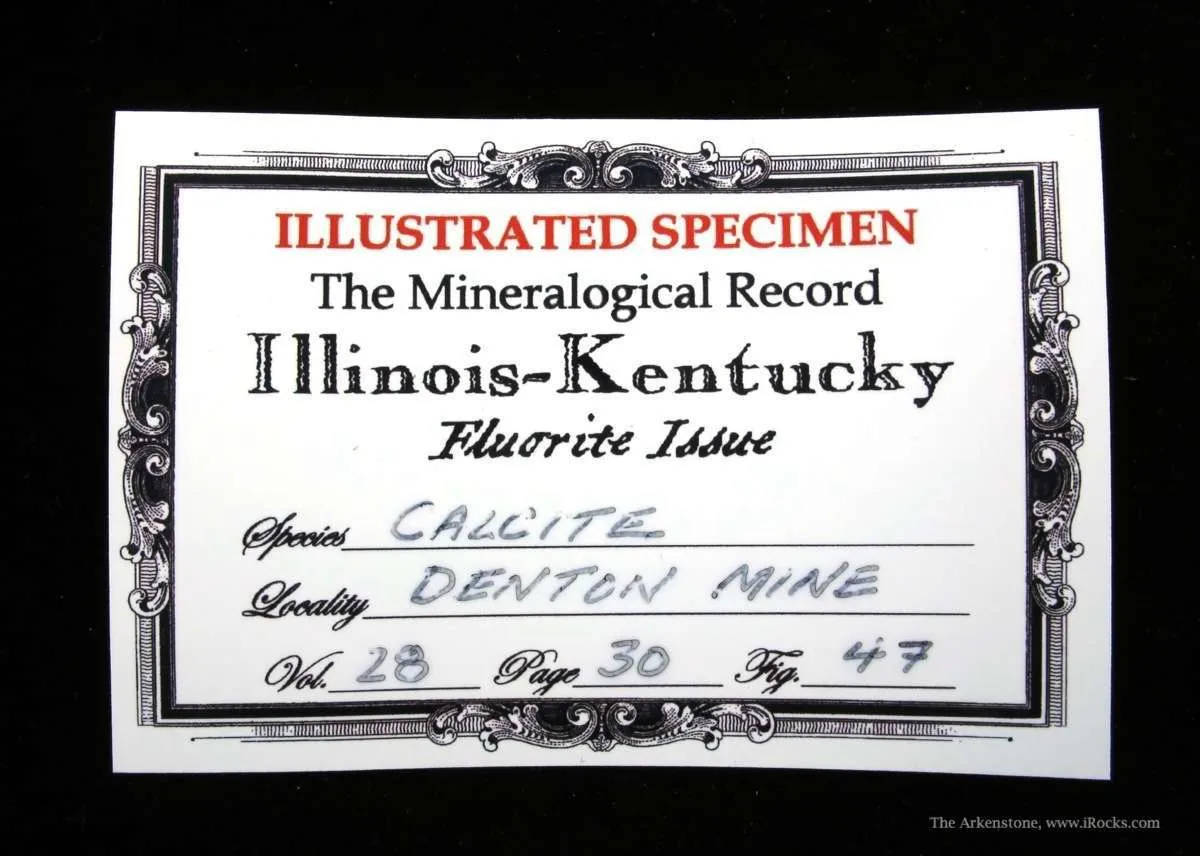 ILLUSTRATED SPECIMEN
The Mineralogical Record
Illinois-Kentucky
Fluorite Issue
Species CALCITE
Locality DENTON MINE
Vol. 28 Page 30 Fig. 47
The Arkenstone, www.iRocks.com